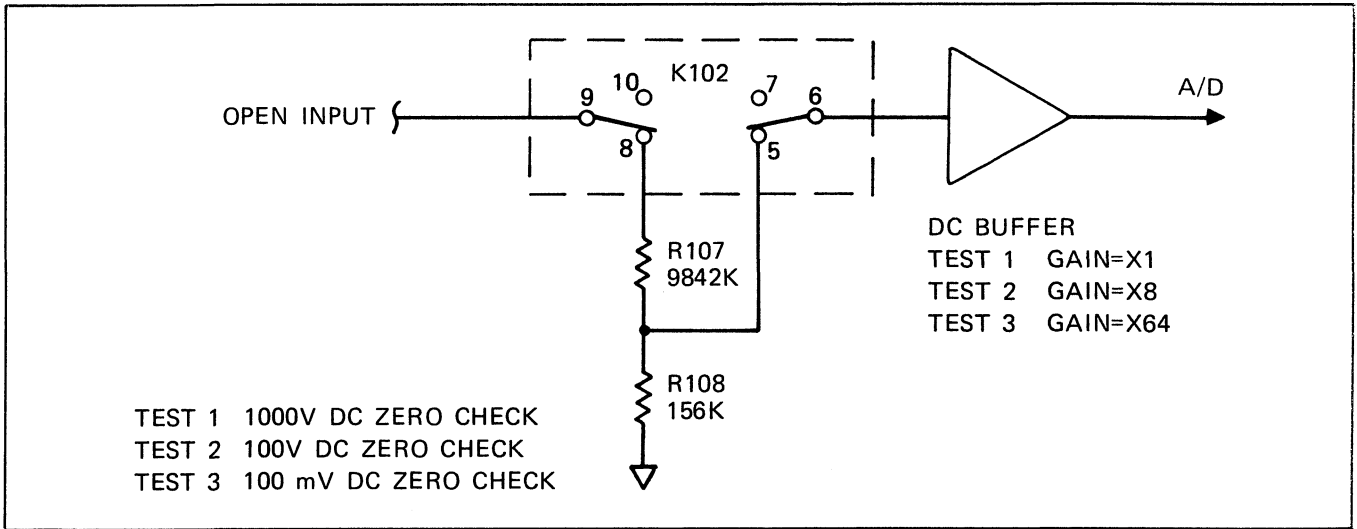 K102
A/D
10
7
9
6
OPEN INPUT
8
5
R107
9842K
DC BUFFER
TEST 1 GAIN=X1
TEST 2 GAIN=X8
TEST 3 GAIN=X64
R108
156K
TEST 1 1000V DC ZERO CHECK
TEST 2 100V DC ZERO CHECK
TEST 3 100 mV DC ZERO CHECK